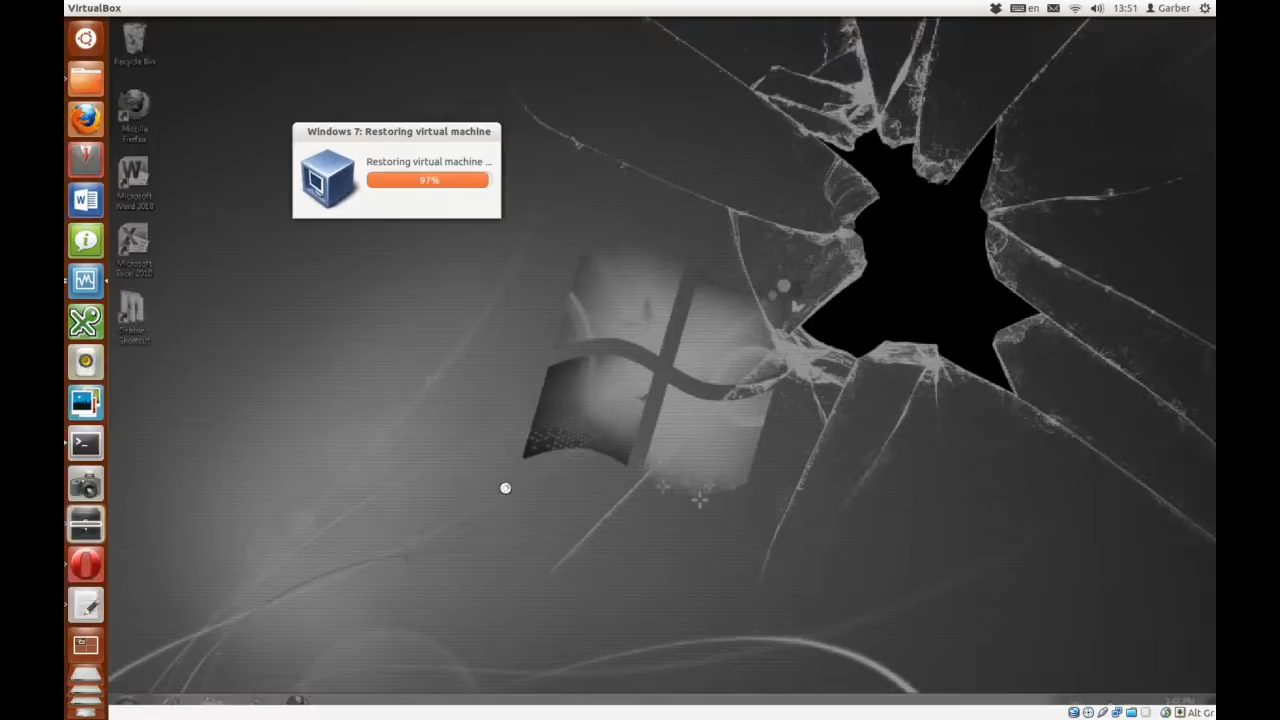 VirtualBox
en
13:51
Garber
Recycle Bin
Mozilla
Firefox
Microsoft
Word 2010
Microsoft
Excel 2010
Shortcut
Windows 7: Restoring virtual machine
Restoring virtual machine ...
97%
Alt Gr